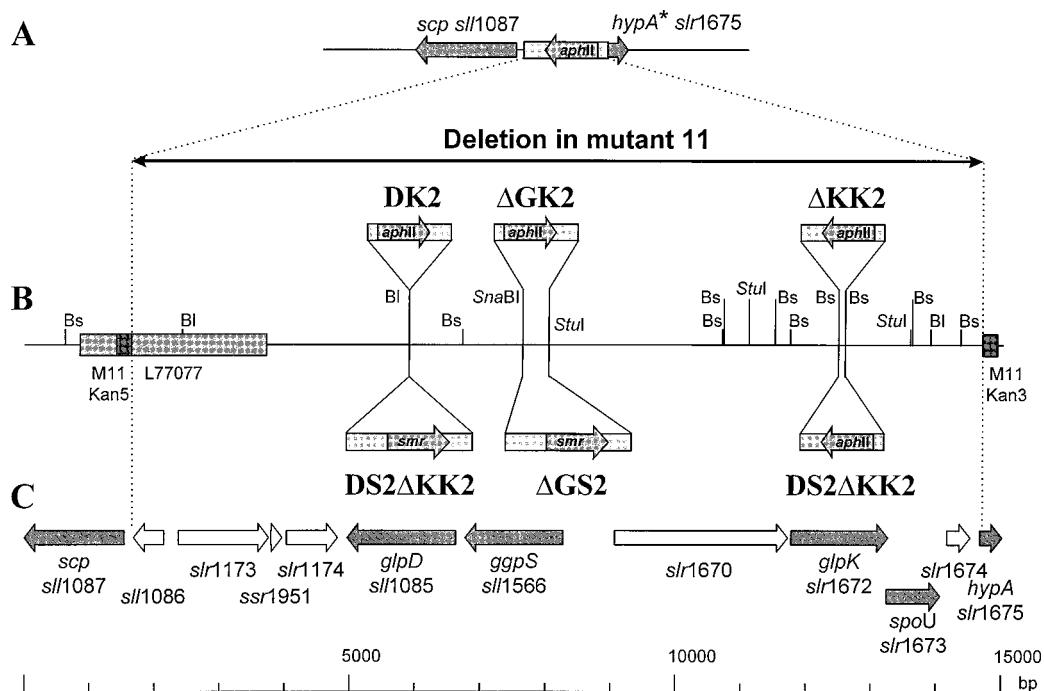 A
scp sll1087
hypA* slr1675
aphII
Deletion in mutant 11
DK2
ΔGK2
ΔKK2
aphII
aphII
aphII
B
Bs
Bl
Bl
Bs
SnaBI
StuI
Bs
Bs
StuI
Bs
Bs
Bs
Bs
StuI
Bs
Bl
Bs
M11
Kan5
L77077
M11
Kan3
smr
smr
aphII
DS2ΔKK2
ΔGS2
DS2ΔKK2
C
scp
sll1087
sll1086
slr1173
ssr1951
slr1174
glpD
sll1085
ggpS
sll1566
slr1670
glpK
slr1672
spoU
slr1673
slr1674
hypA
slr1675
5000
10000
15000
bp